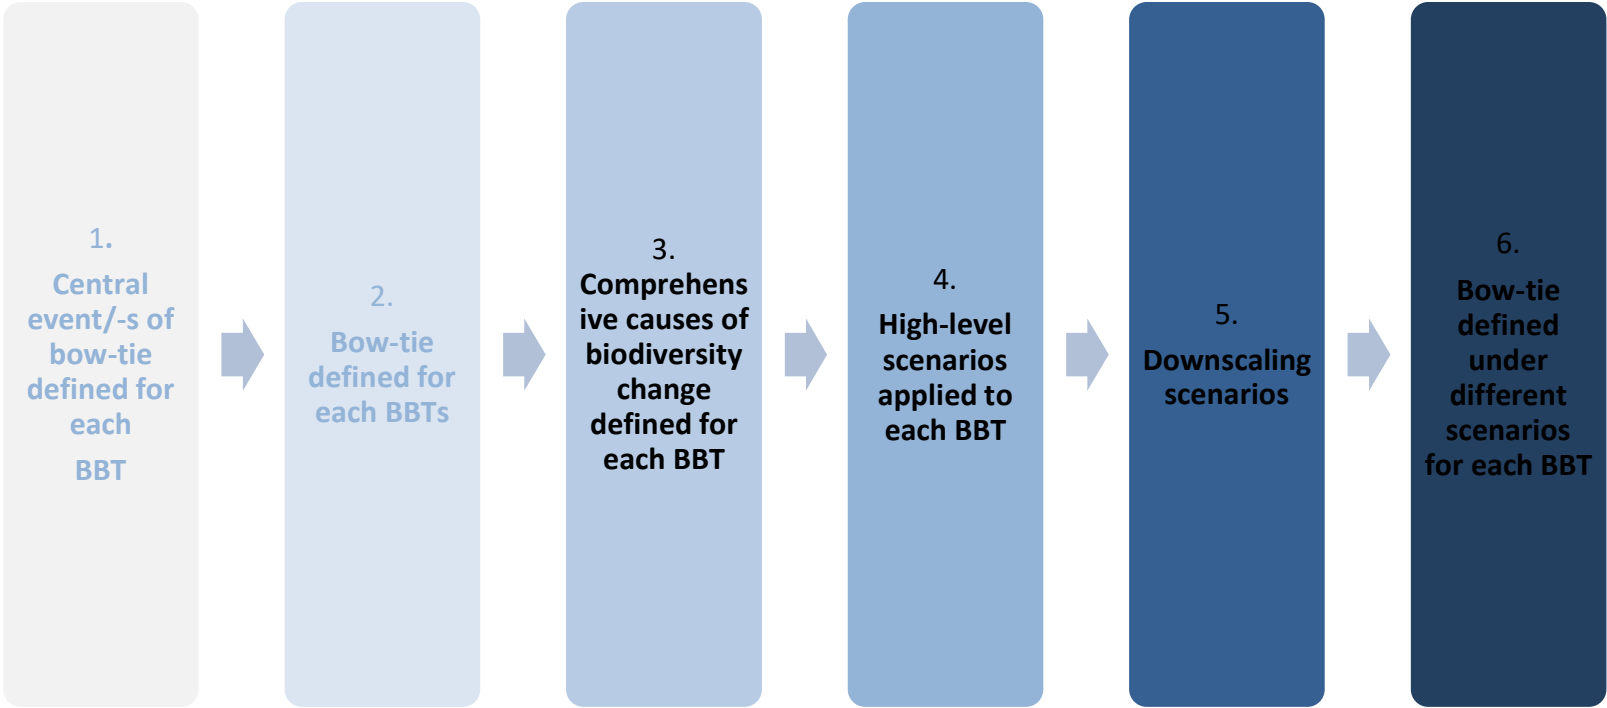 1.
Central
event/-s of
bow-tie
defined for
each
BBT
2.
Bow-tie
defined for
each BBTs
3.
Comprehens
ive causes of
biodiversity
change
defined for
each BBT
4.
High-level
scenarios
applied to
each BBT
5.
Downscaling
scenarios
6.
Bow-tie
defined
under
different
scenarios
for each BBT